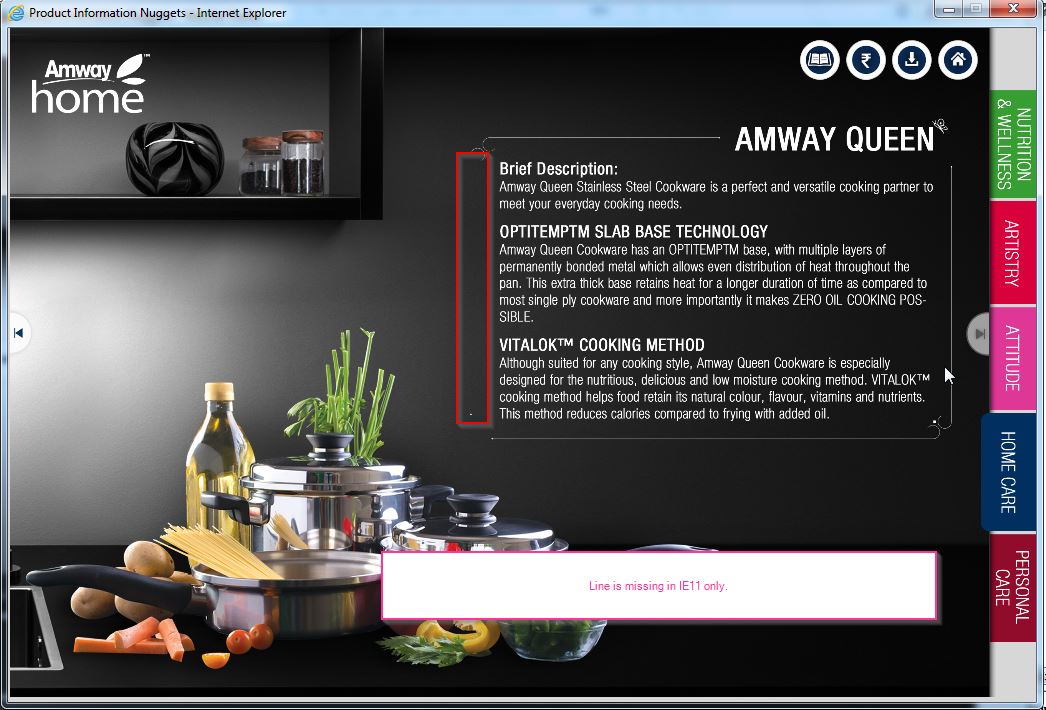 Product Information Nuggets - Internet Explorer
Amway™
home
AMWAY QUEEN
Brief Description:
Amway Queen Stainless Steel Cookware is a perfect and versatile cooking partner to
meet your everyday cooking needs.
OPTITEMPTM SLAB BASE TECHNOLOGY
Amway Queen Cookware has an OPTITEMPTM base, with multiple layers of
permanently bonded metal which allows even distribution of heat throughout the
pan. This extra thick base retains heat for a longer duration of time as compared to
most single ply cookware and more importantly it makes ZERO OIL COOKING POS-
SIBLE.
VITALOK™ COOKING METHOD
Although suited for any cooking style, Amway Queen Cookware is especially
designed for the nutritious, delicious and low moisture cooking method. VITALOK™
cooking method helps food retain its natural colour, flavour, vitamins and nutrients.
This method reduces calories compared to frying with added oil.
Line is missing in IE11 only.
NUTRITION
& WELLNESS
ARTISTRY
ATTITUDE
HOME CARE
PERSONAL
CARE